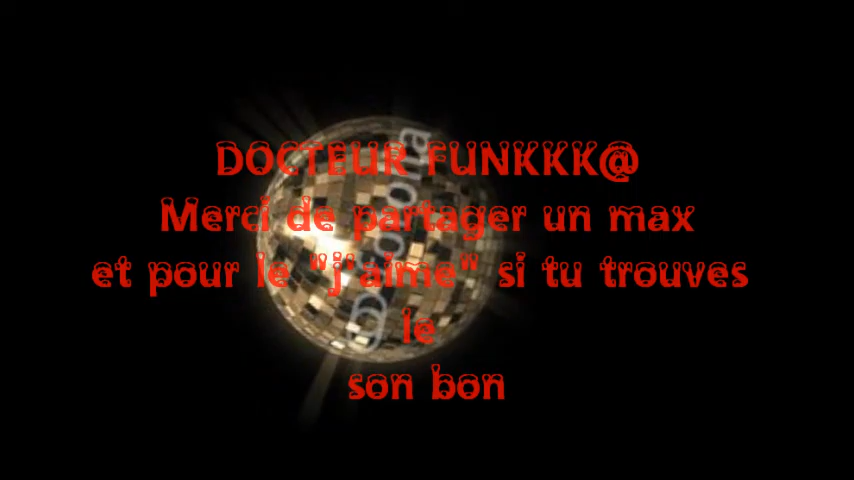 DOCTEUR FUNKKK@
Merci de partager un max
et pour le "j'aime" si tu trouves
le
son bon